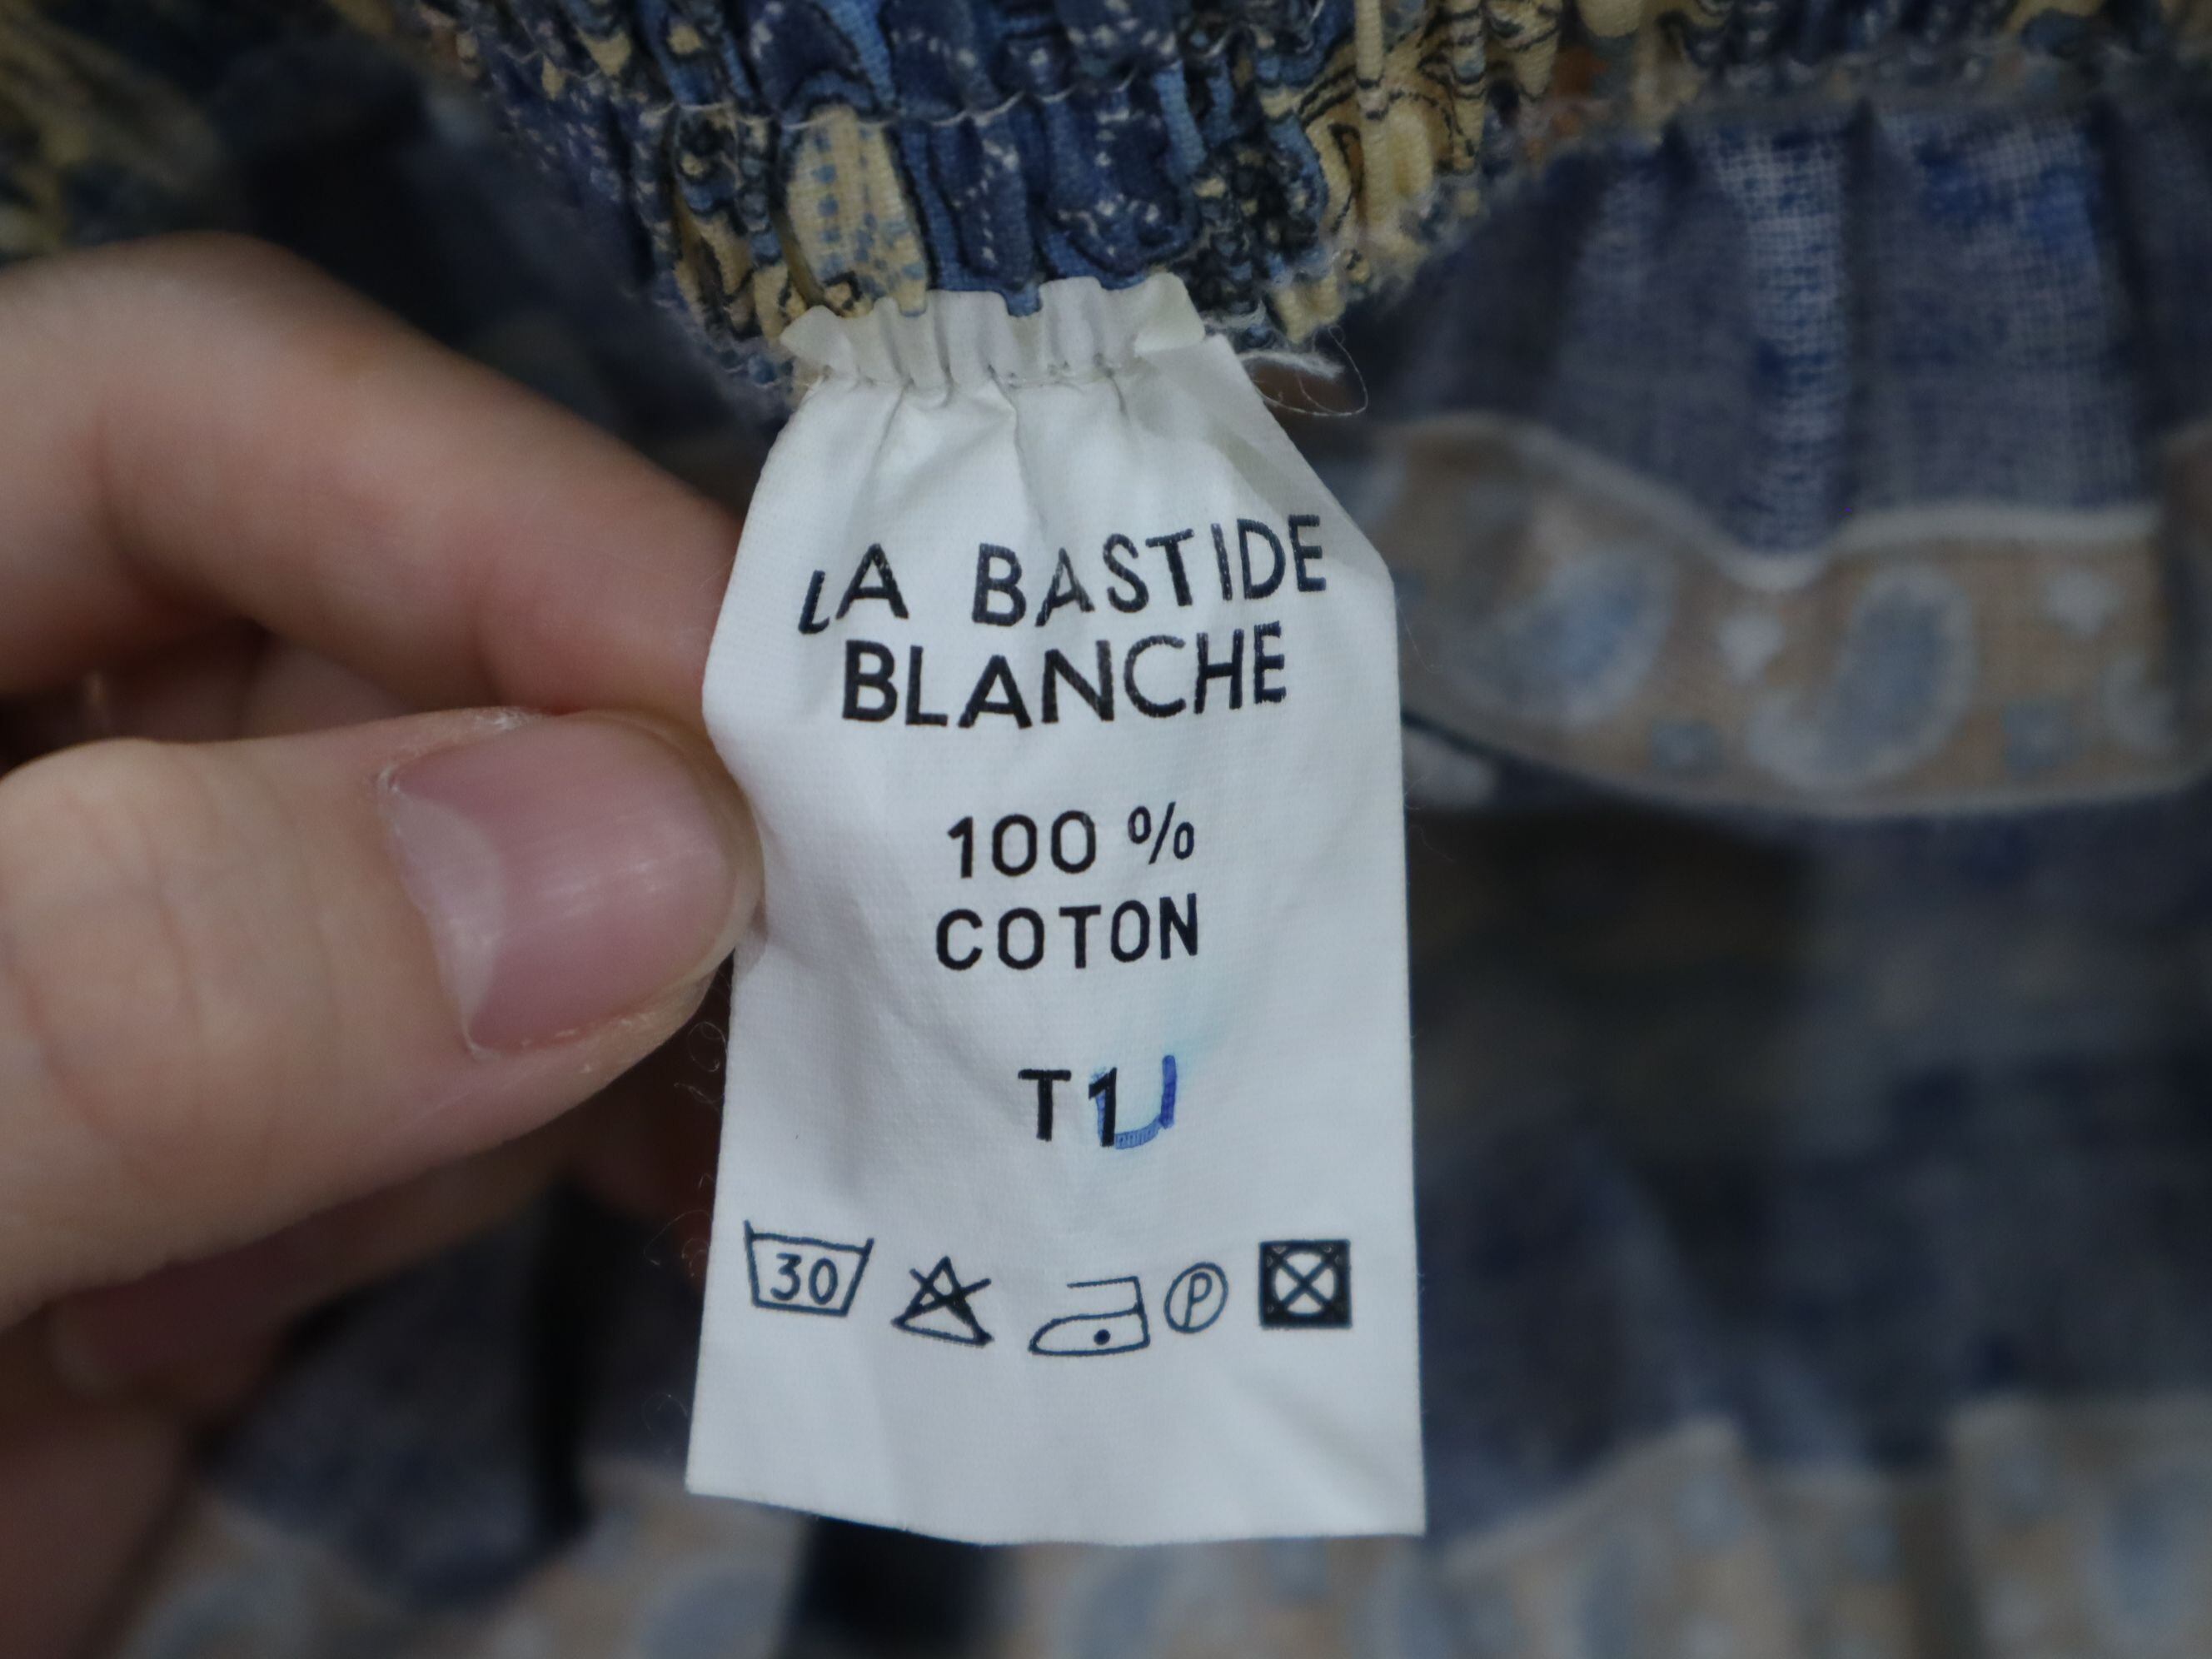 LA BASTIDE
BLANCHE
100 %
COTON
T1U
30
P